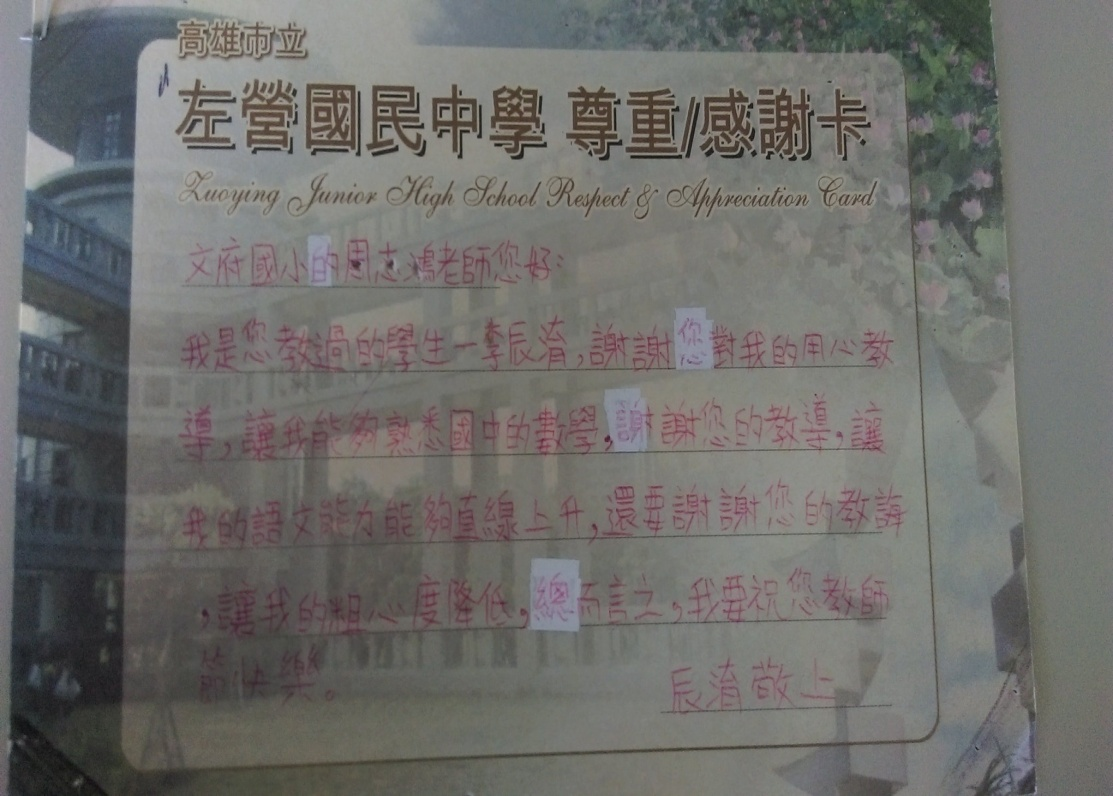 高雄市立
左營國民中學 尊重/感謝卡
Zuoying Junior High School Respect & Appreciation Card
文府國小的周志鴻老師您好:
我是您教過的學生一李辰淯,謝謝您對我的用心教
導,讓我能夠熟悉國中的數學,謝謝您的教導,讓
我的語文能力能夠直線上升,還要謝謝您的教誨
,讓我的粗心度降低,總而言之,我要祝您教師
節快樂。
辰淯敬上